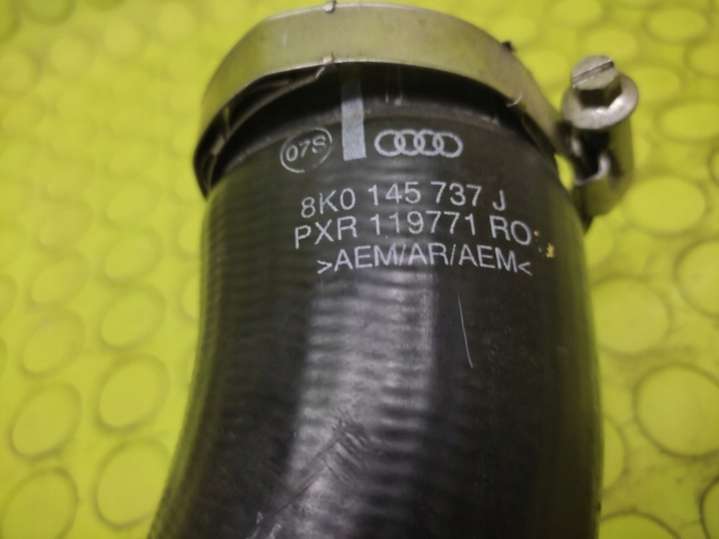 07S
8K0 145 737 J
PXR 119771 RO
>AEM/AR/AEM<